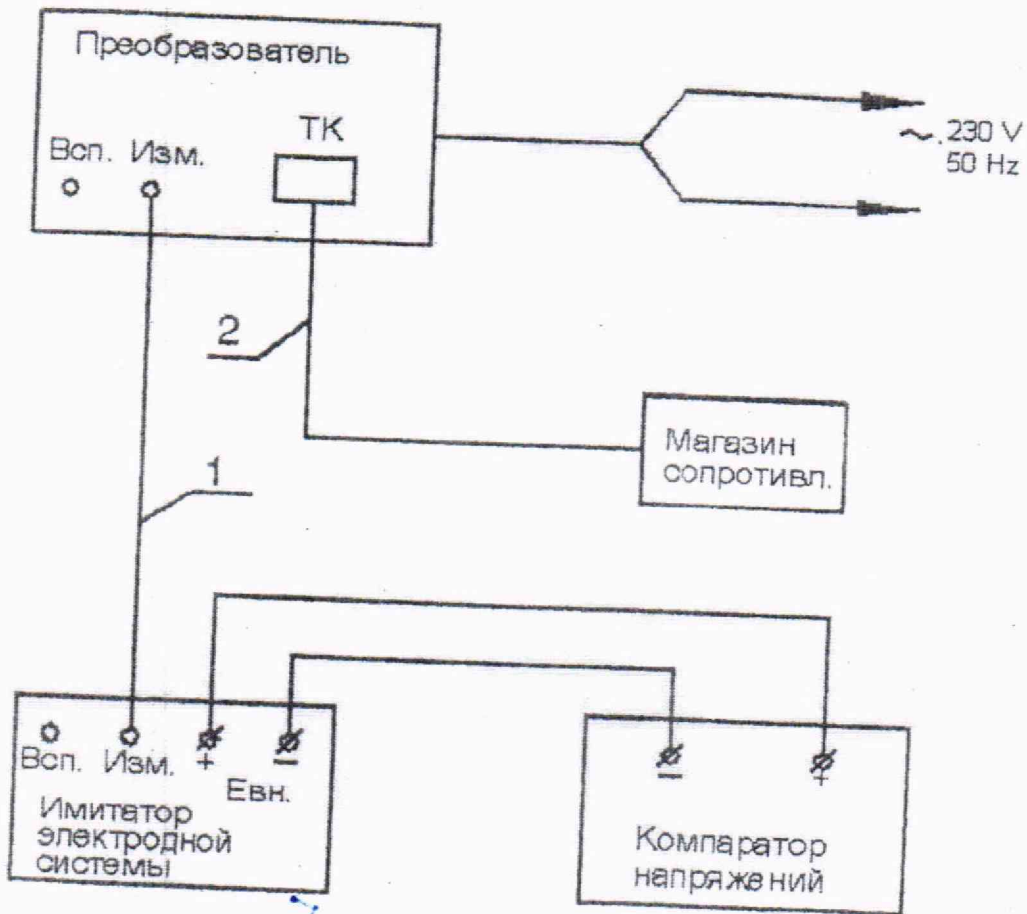 Преобразователь
ТК
Всп. Изм.
~ 230 V
50 Hz
2
Магазин
сопротивл.
1
Всп. Изм. + −
Евн.
Имитатор
электродной
системы
− +
Компаратор
напряжений